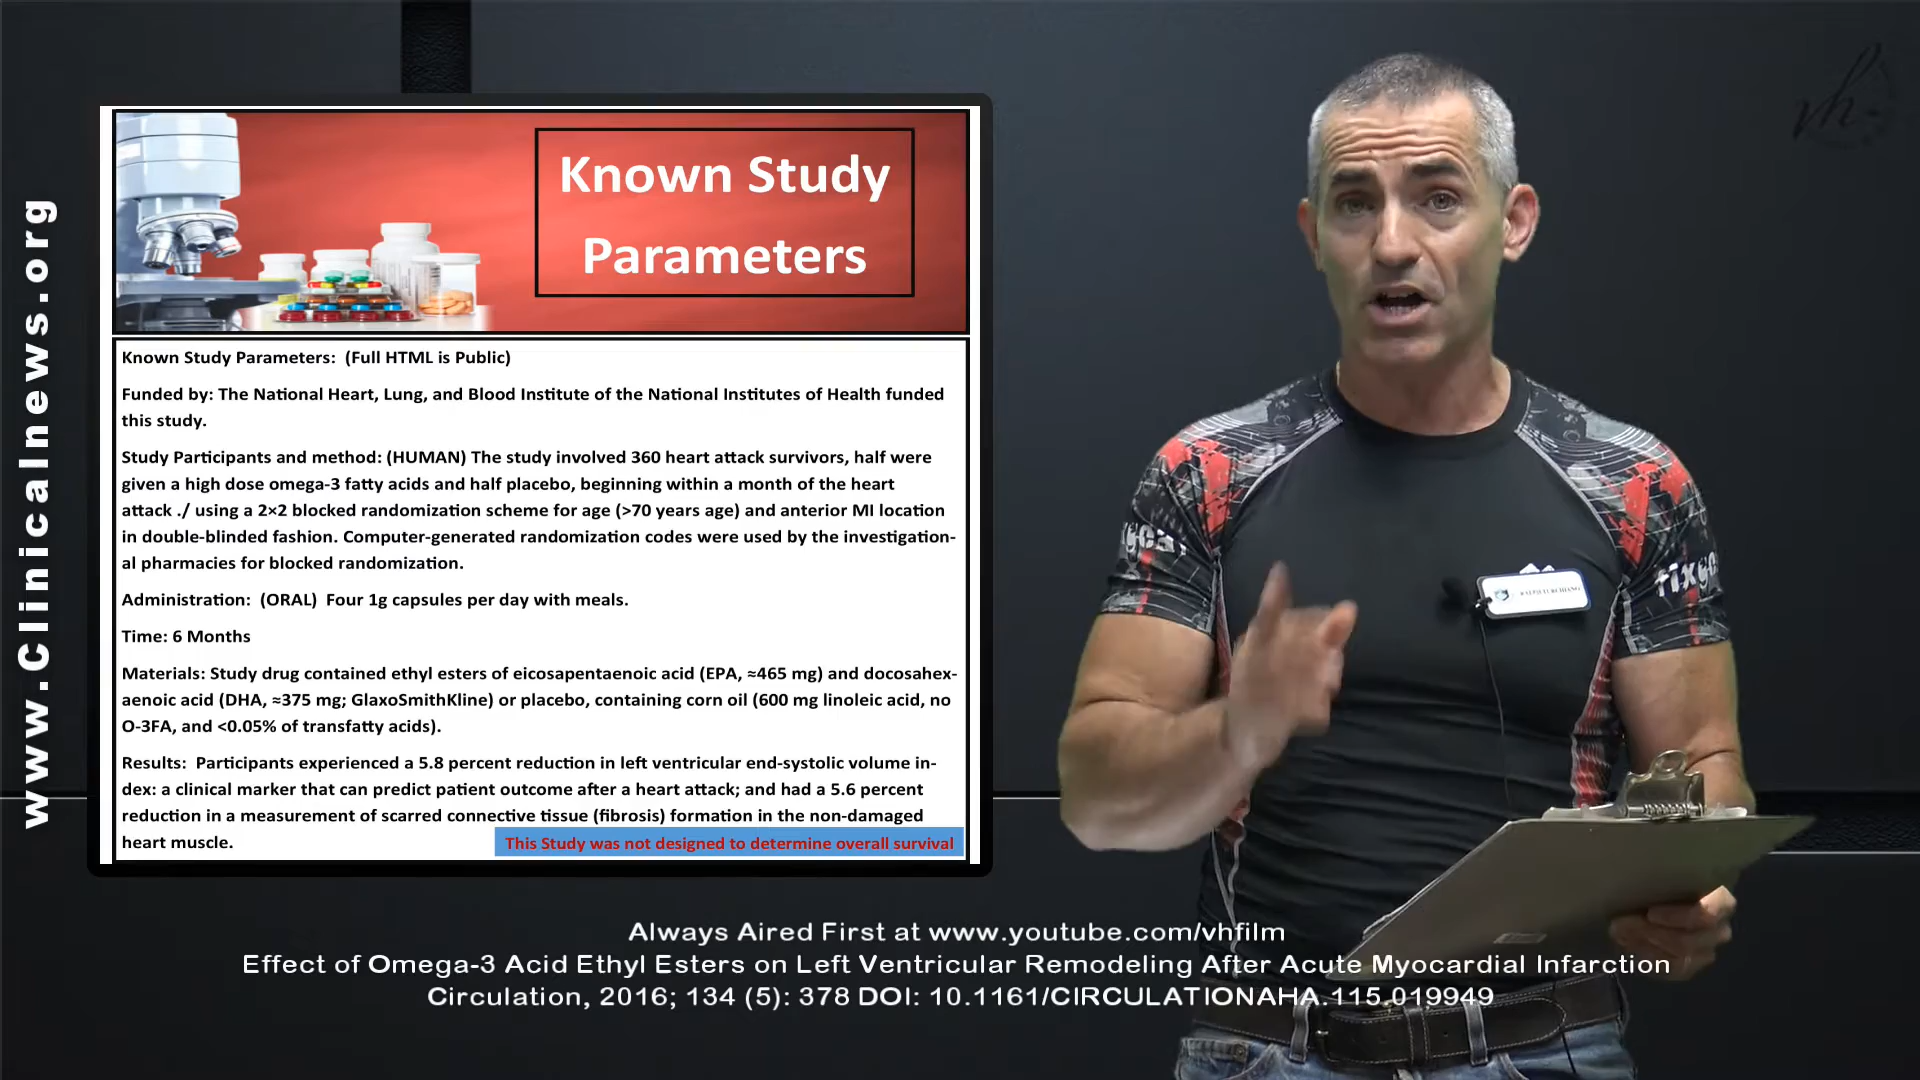 www.Clinicalnews.org
Known Study
Parameters
Known Study Parameters:  (Full HTML is Public)
Funded by: The National Heart, Lung, and Blood Institute of the National Institutes of Health funded
this study.
Study Participants and method: (HUMAN) The study involved 360 heart attack survivors, half were
given a high dose omega-3 fatty acids and half placebo, beginning within a month of the heart
attack ./ using a 2×2 blocked randomization scheme for age (>70 years age) and anterior MI location
in double-blinded fashion. Computer-generated randomization codes were used by the investigation-
al pharmacies for blocked randomization.
Administration:  (ORAL)  Four 1g capsules per day with meals.
Time: 6 Months
Materials: Study drug contained ethyl esters of eicosapentaenoic acid (EPA, ≈465 mg) and docosahex-
aenoic acid (DHA, ≈375 mg; GlaxoSmithKline) or placebo, containing corn oil (600 mg linoleic acid, no
O-3FA, and <0.05% of transfatty acids).
Results:  Participants experienced a 5.8 percent reduction in left ventricular end-systolic volume in-
dex: a clinical marker that can predict patient outcome after a heart attack; and had a 5.6 percent
reduction in a measurement of scarred connective tissue (fibrosis) formation in the non-damaged
heart muscle.
This Study was not designed to determine overall survival
vh
Always Aired First at www.youtube.com/vhfilm
Effect of Omega-3 Acid Ethyl Esters on Left Ventricular Remodeling After Acute Myocardial Infarction
Circulation, 2016; 134 (5): 378 DOI: 10.1161/CIRCULATIONAHA.115.019949